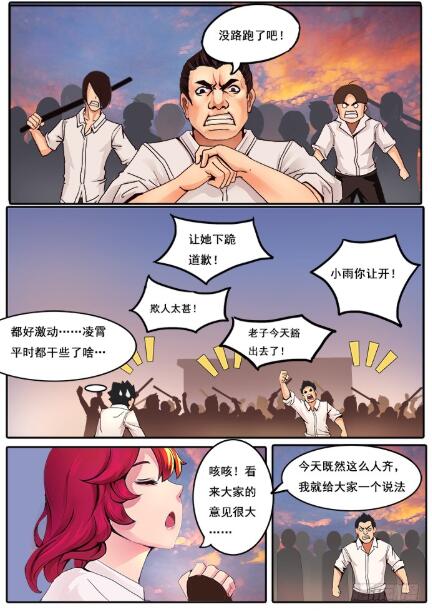 没路跑了吧！
让她下跪
道歉！
小雨你让开！
欺人太甚！
都好激动……凌霄
平时都干些了啥…
老子今天豁
出去了！
咳咳！看
来大家的
意见很大
……
今天既然这么人齐，
我就给大家一个说法